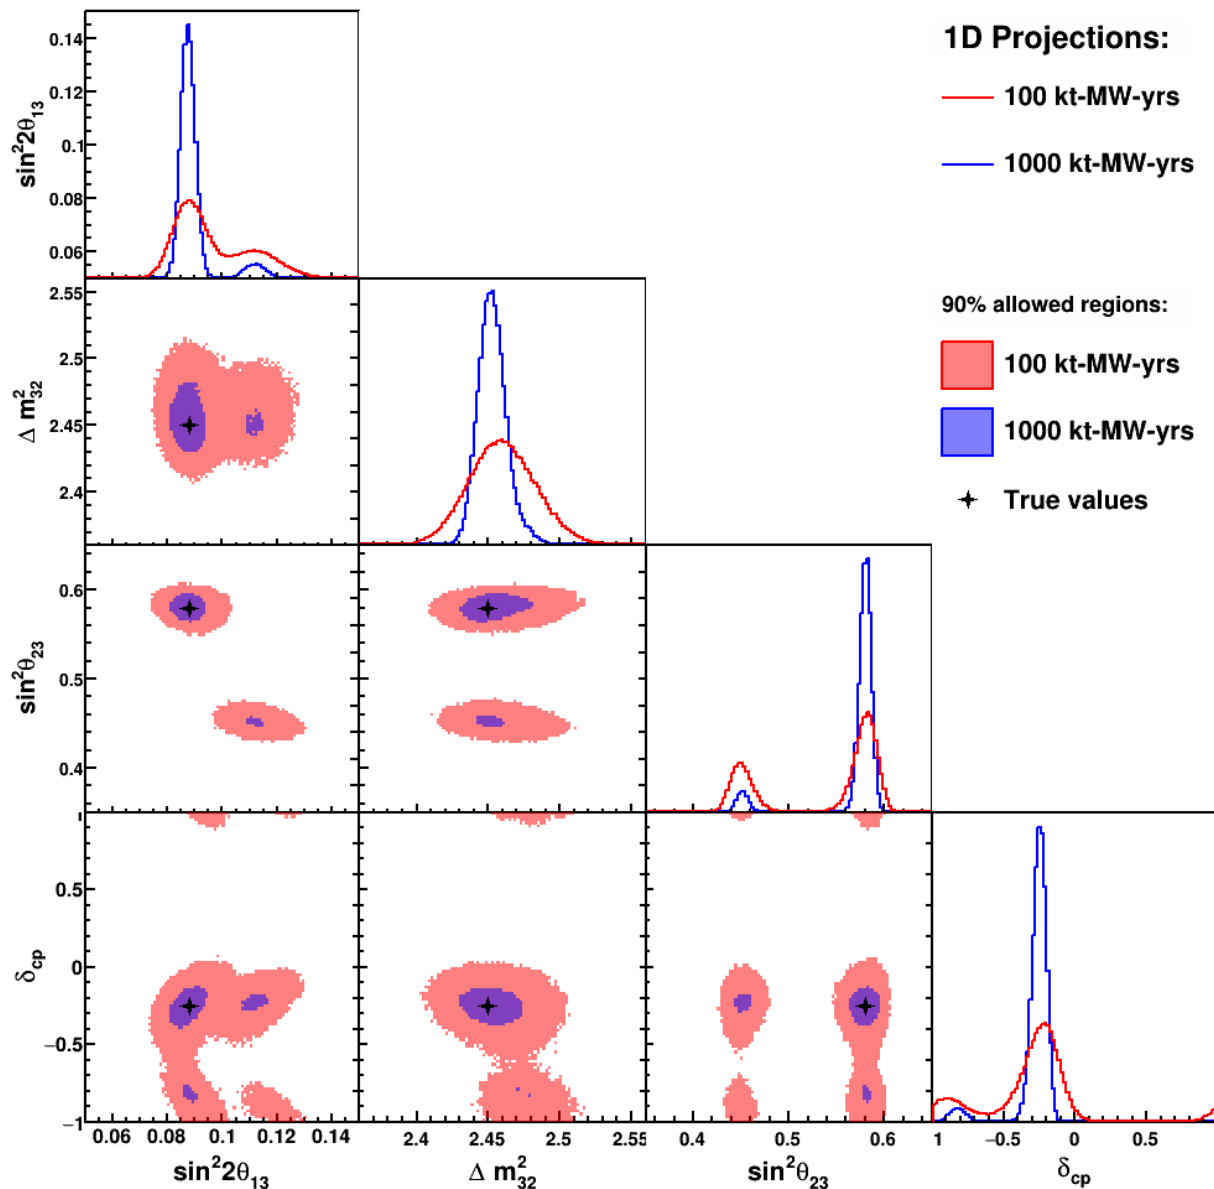 1D Projections:
100 kt-MW-yrs
1000 kt-MW-yrs
90% allowed regions:
100 kt-MW-yrs
1000 kt-MW-yrs
True values
sin²2θ₁₃
0.14
0.12
0.1
0.08
0.06
Δ m²₃₂
2.55
2.5
2.45
2.4
sin²θ₂₃
0.6
0.5
0.4
δcp
1
0.5
0
−0.5
−1
0.06 0.08 0.1 0.12 0.14
2.4 2.45 2.5 2.55
0.4 0.5 0.6
1 −0.5 0 0.5
sin²2θ₁₃
Δ m²₃₂
sin²θ₂₃
δcp